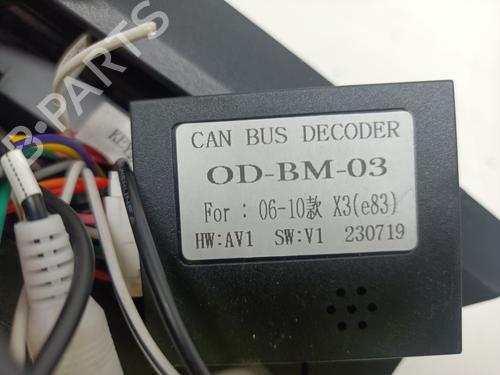 CAN BUS DECODER
OD-BM-03
For : 06-10款 X3(e83)
HW:AV1 SW:V1 230719
B-PARTS